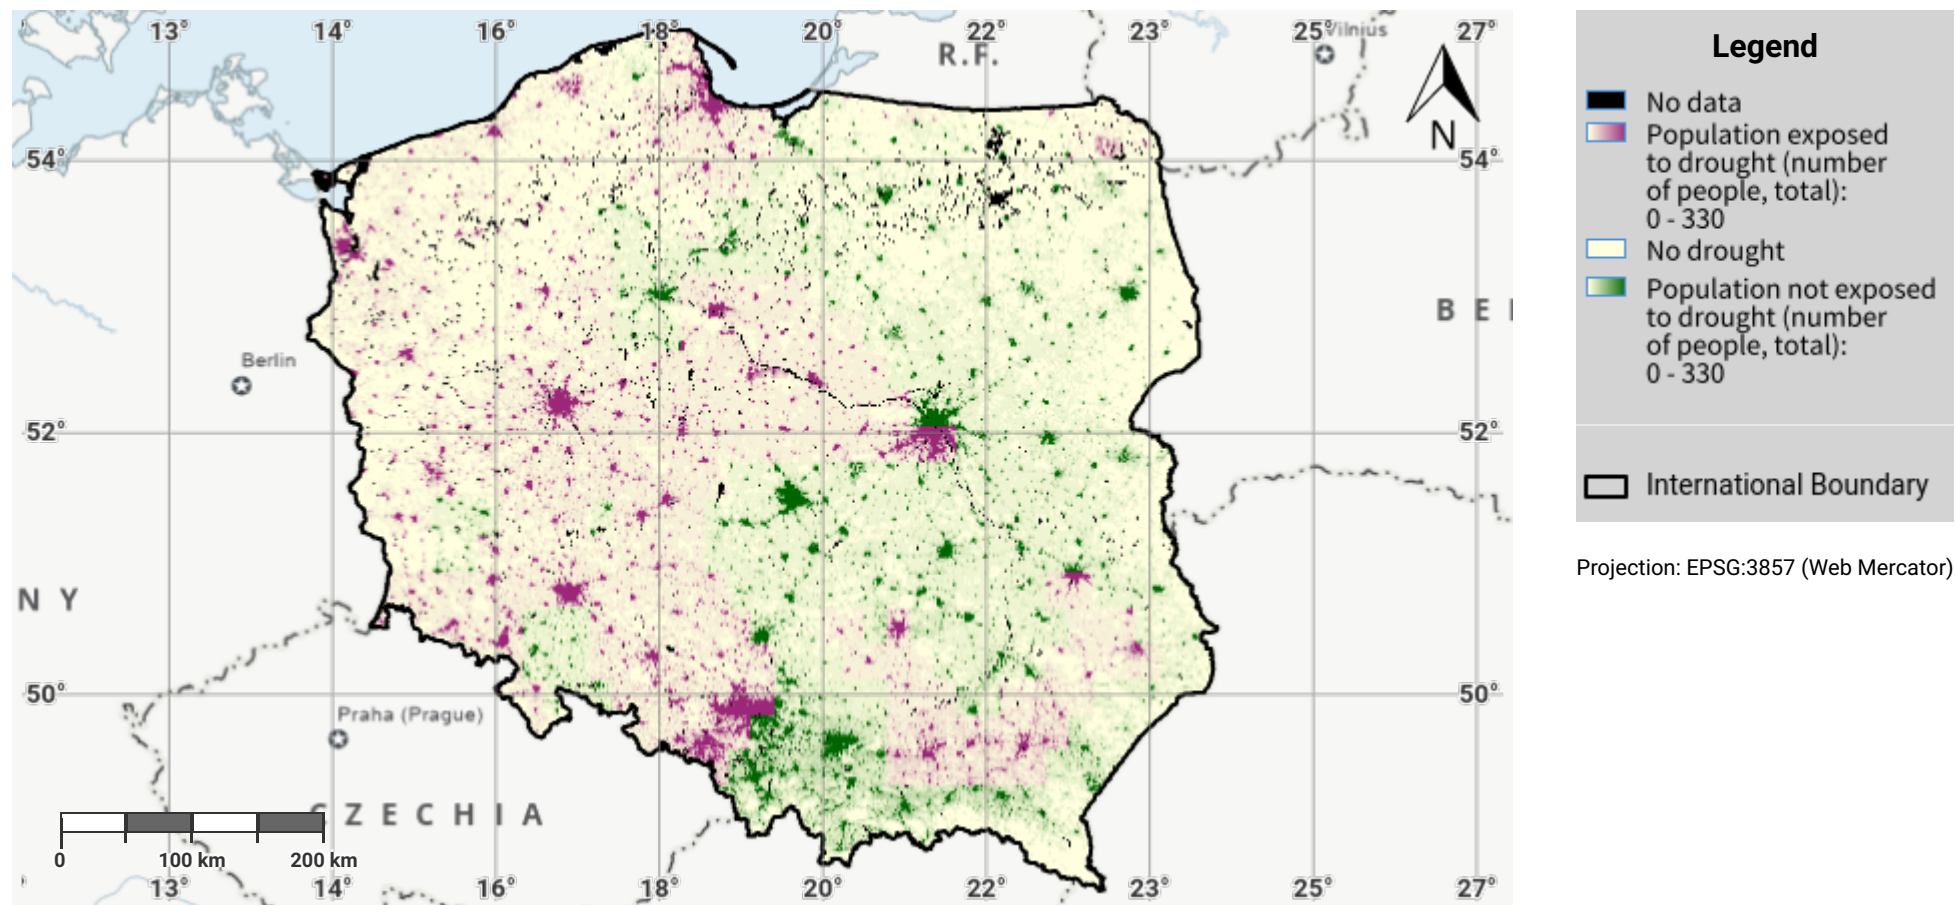 13° 14° 16° 18° 20° 22° 23° 25° 27°
Vilnius
R.F.
N
54° 54°
B E
Berlin
52° 52°
N Y
50° 50°
Praha (Prague)
C Z E C H I A
0 100 km 200 km
13° 14° 16° 18° 20° 22° 23° 25° 27°
Legend
No data
Population exposed
to drought (number
of people, total):
0 - 330
No drought
Population not exposed
to drought (number
of people, total):
0 - 330
International Boundary
Projection: EPSG:3857 (Web Mercator)